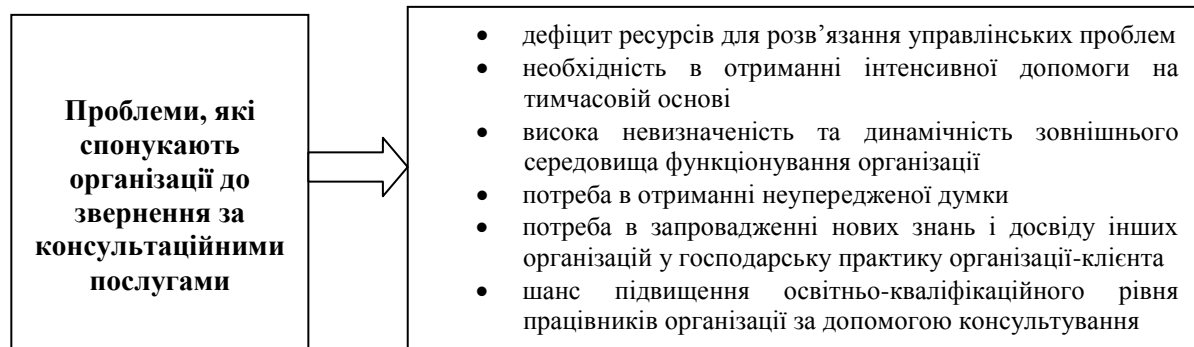 Проблеми, які
спонукають
організації до
звернення за
консультаційними
послугами
• дефіцит ресурсів для розв’язання управлінських проблем
• необхідність в отриманні інтенсивної допомоги на
тимчасовій основі
• висока невизначеність та динамічність зовнішнього
середовища функціонування організації
• потреба в отриманні неупередженої думки
• потреба в запровадженні нових знань і досвіду інших
організацій у господарську практику організації-клієнта
• шанс підвищення освітньо-кваліфікаційного рівня
працівників організації за допомогою консультування